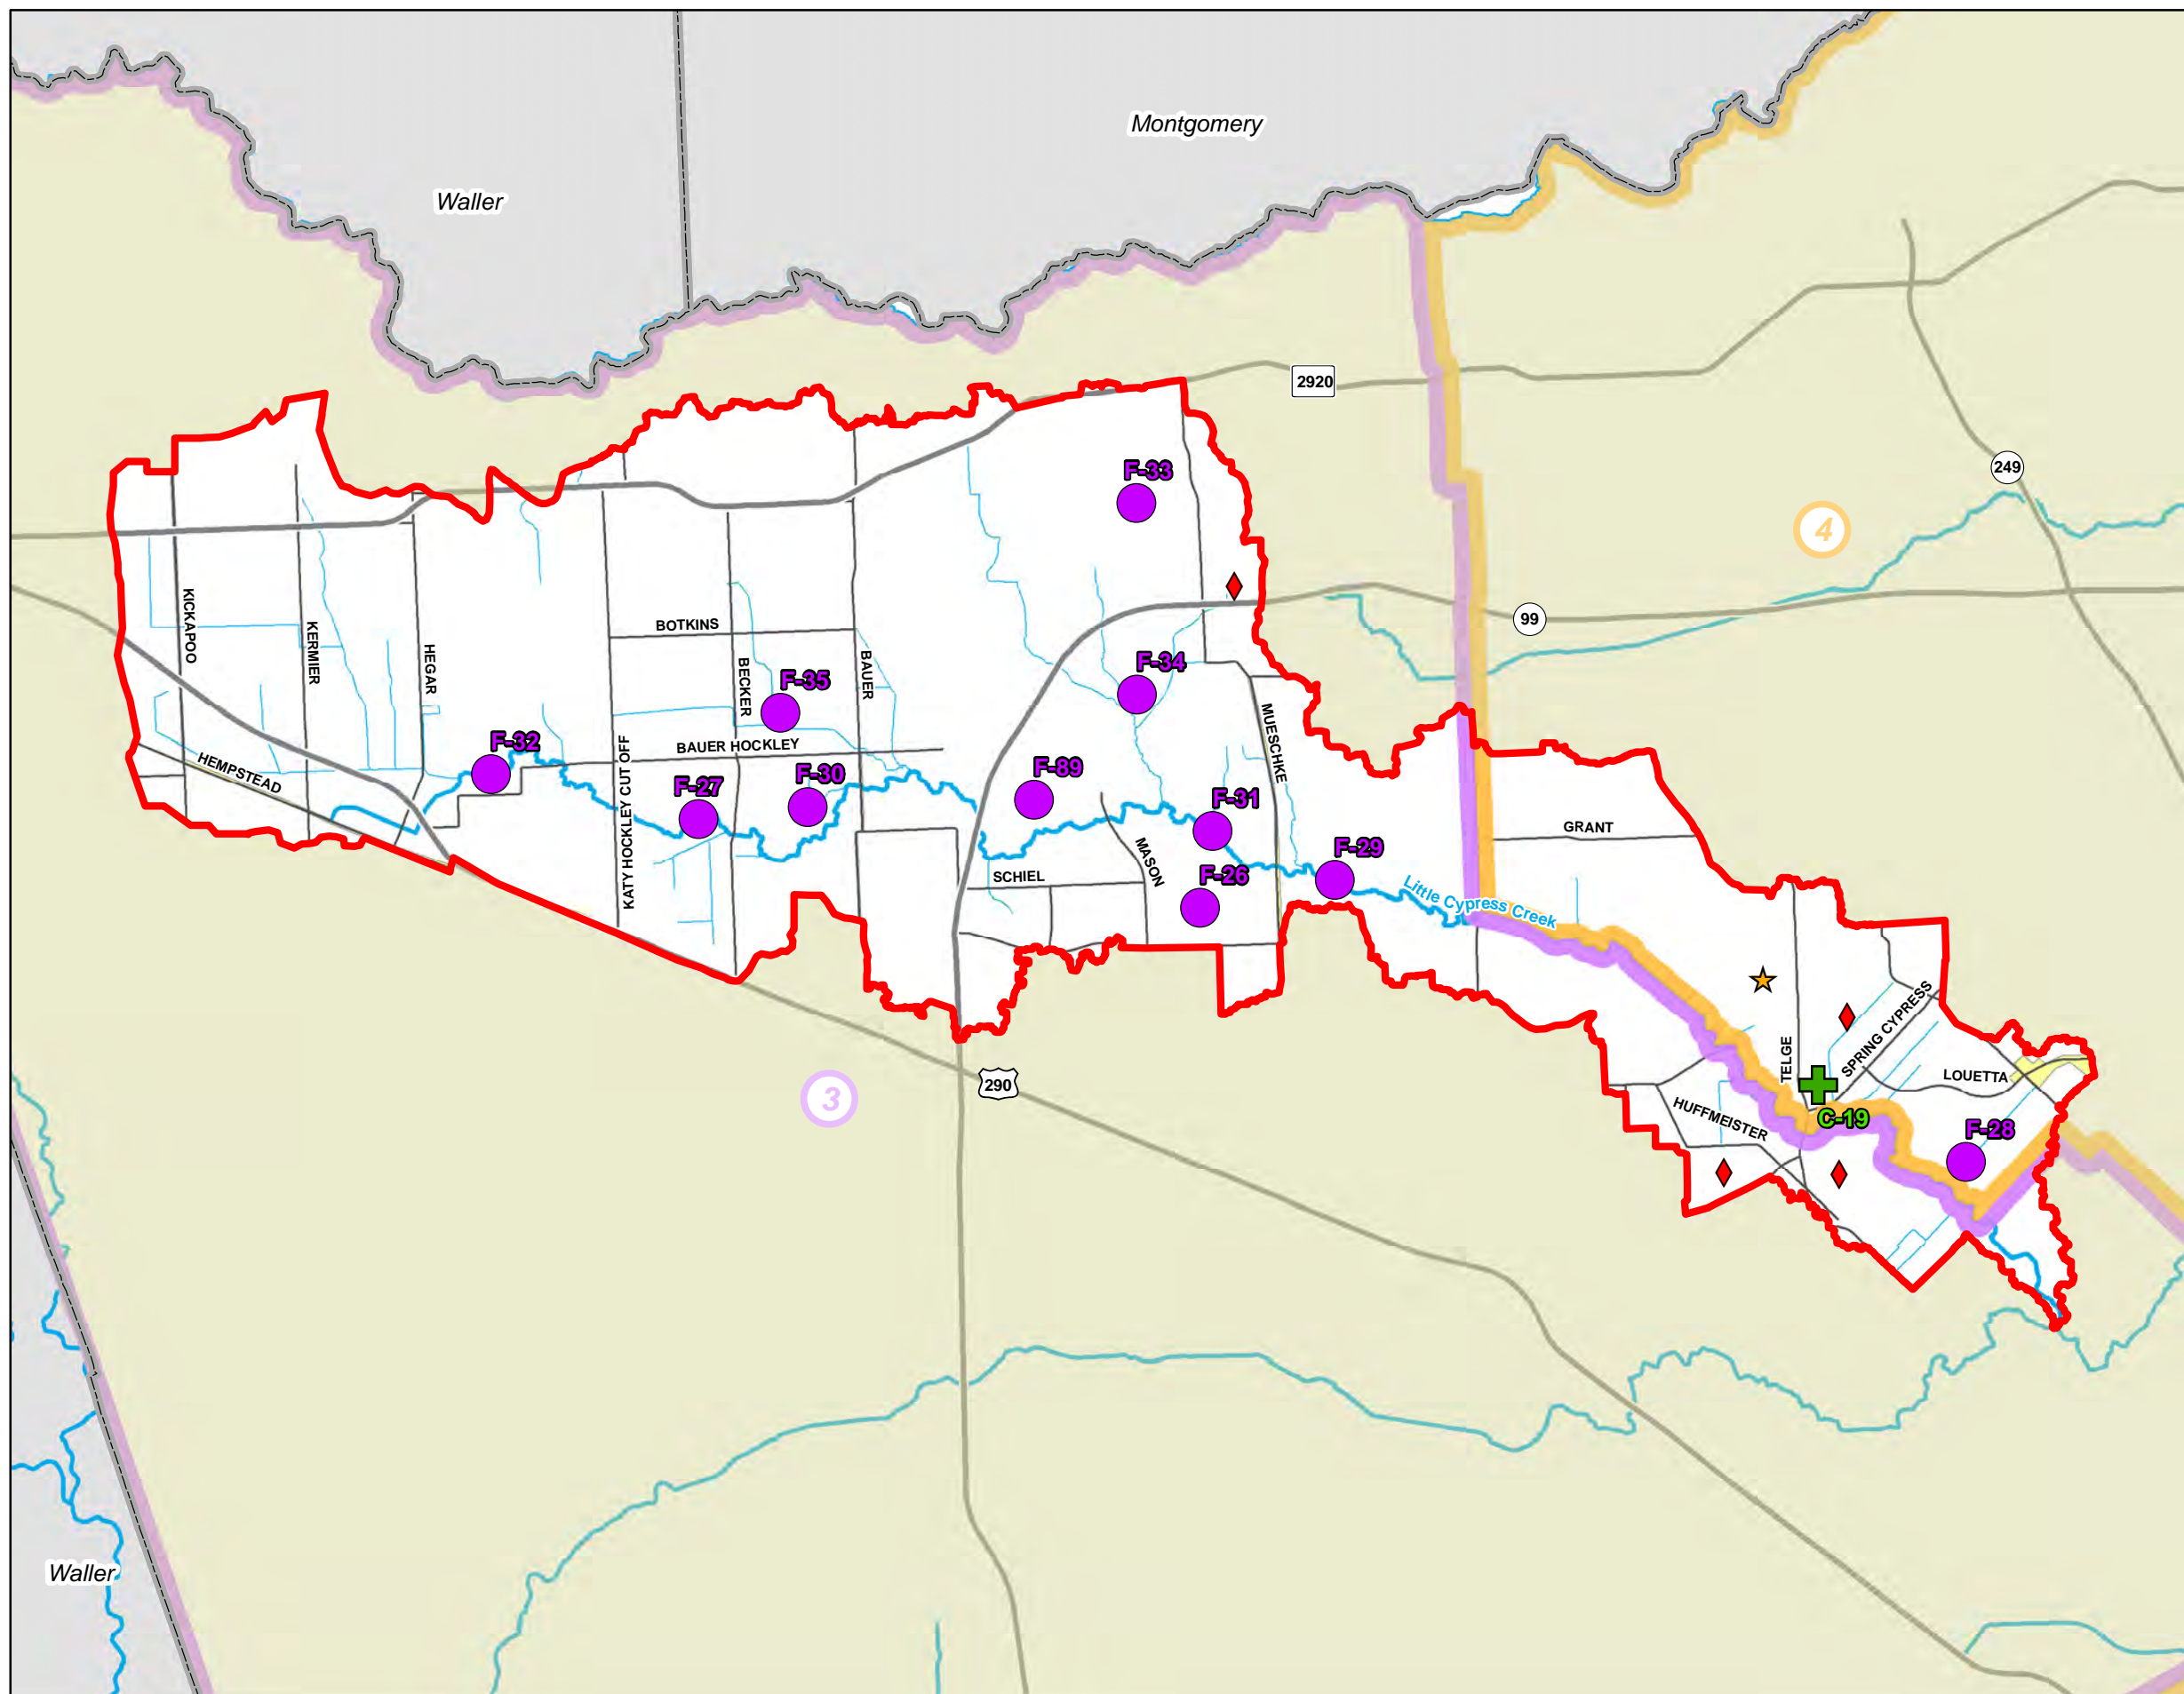 Montgomery
Waller
2920
249
F-33
4
99
KICKAPOO
KERMIER
HEGAR
BOTKINS
BECKER
BAUER
F-35
F-34
MUESCHKE
F-32
HEMPSTEAD
BAUER HOCKLEY
KATY HOCKLEY CUT OFF
F-27
F-30
F-89
F-31
GRANT
MASON
SCHIEL
F-26
F-29
Little Cypress Creek
TELGE
SPRING CYPRESS
LOUETTA
290
3
HUFFMEISTER
C-19
F-28
Waller